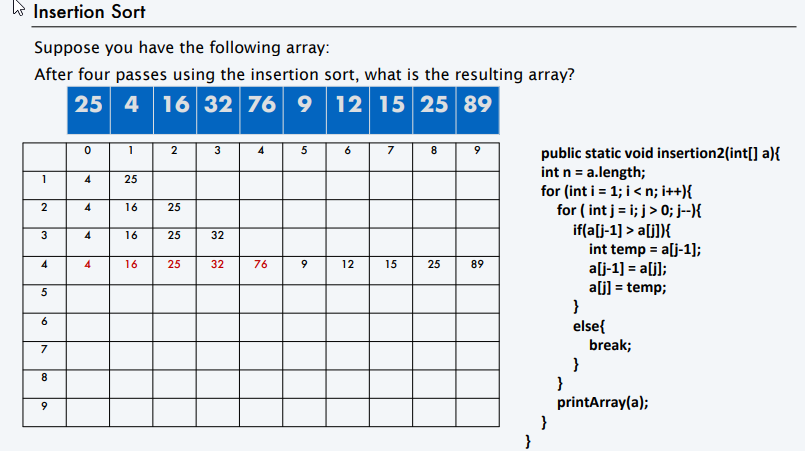 Insertion Sort
Suppose you have the following array:
After four passes using the insertion sort, what is the resulting array?
25 4 16 32 76 9 12 15 25 89
0 1 2 3 4 5 6 7 8 9
1 4 25
2 4 16 25
3 4 16 25 32
4 4 16 25 32 76 9 12 15 25 89
5
6
7
8
9
public static void insertion2(int[] a){
int n = a.length;
for (int i = 1; i < n; i++){
for ( int j = i; j > 0; j--){
if(a[j-1] > a[j]){
int temp = a[j-1];
a[j-1] = a[j];
a[j] = temp;
}
else{
break;
}
}
printArray(a);
}
}